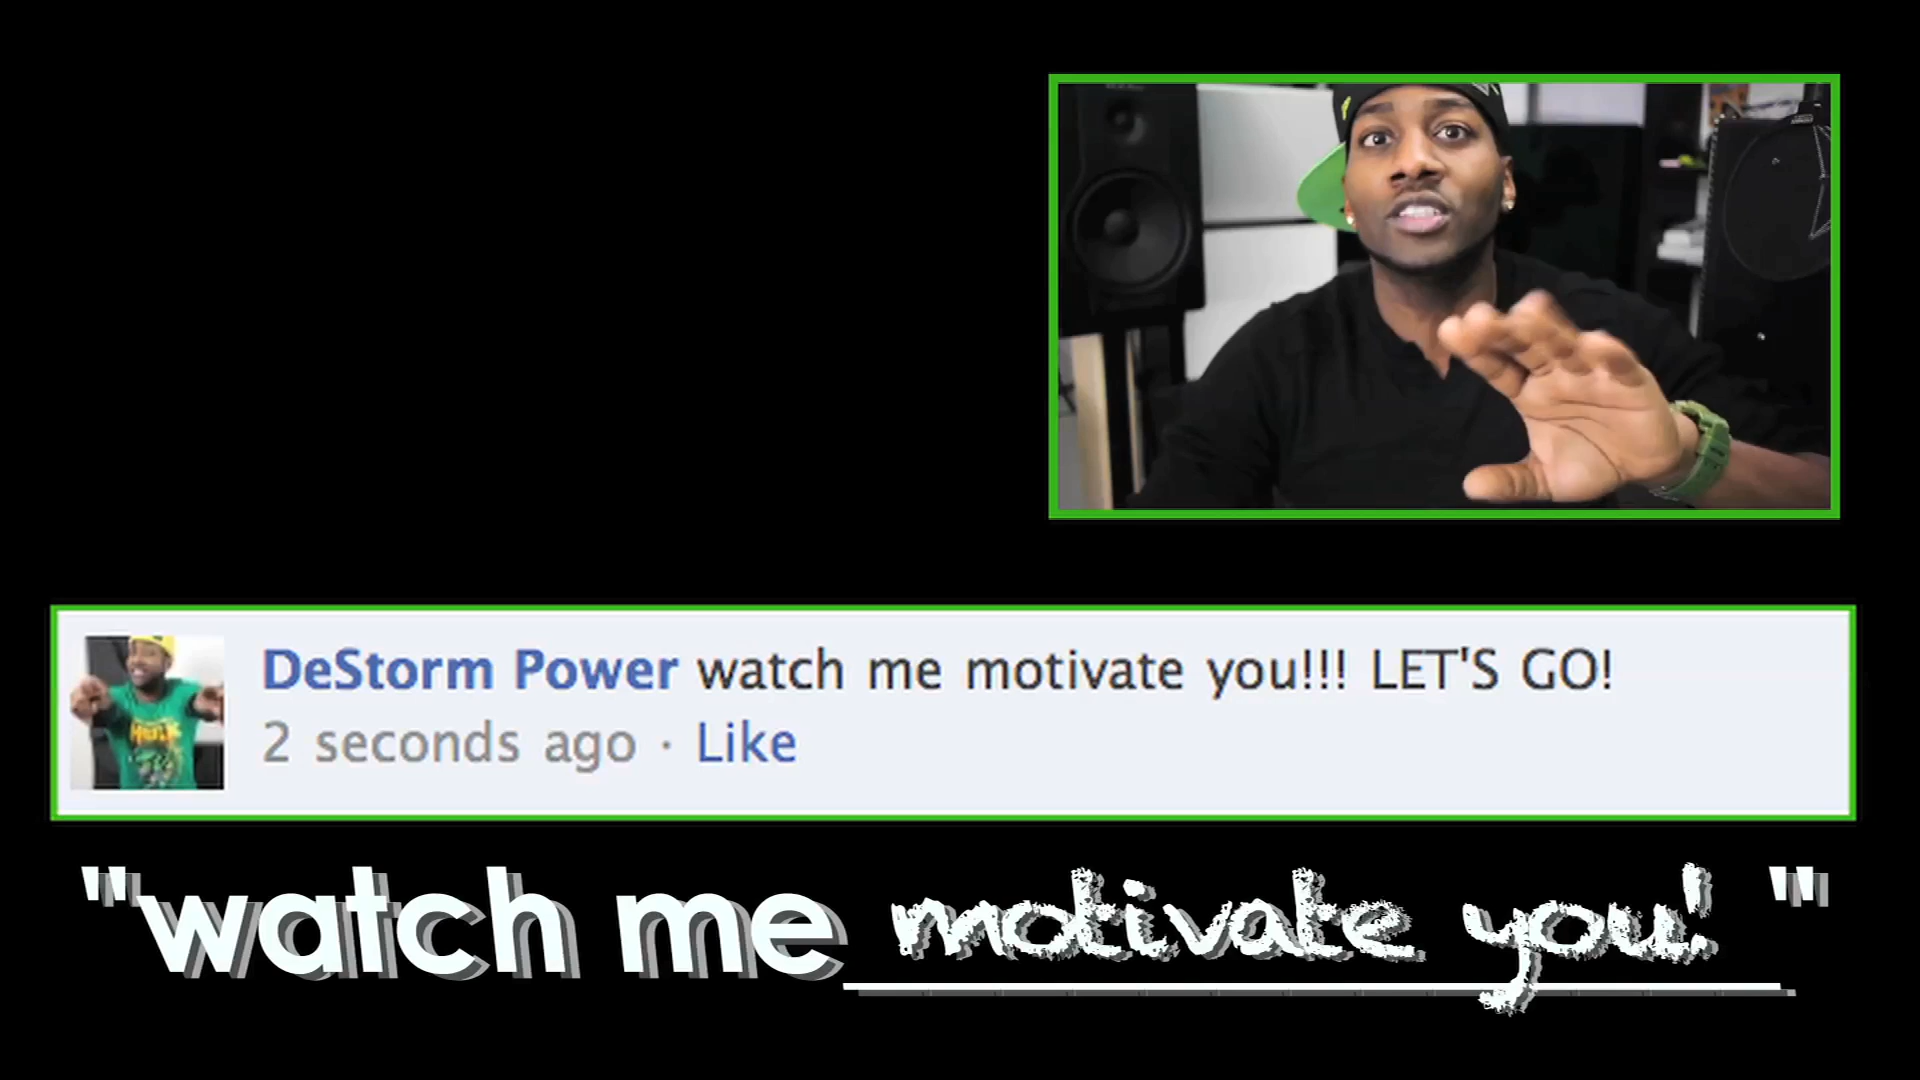 DeStorm Power watch me motivate you!!! LET'S GO!
2 seconds ago · Like
"watch me motivate you! "